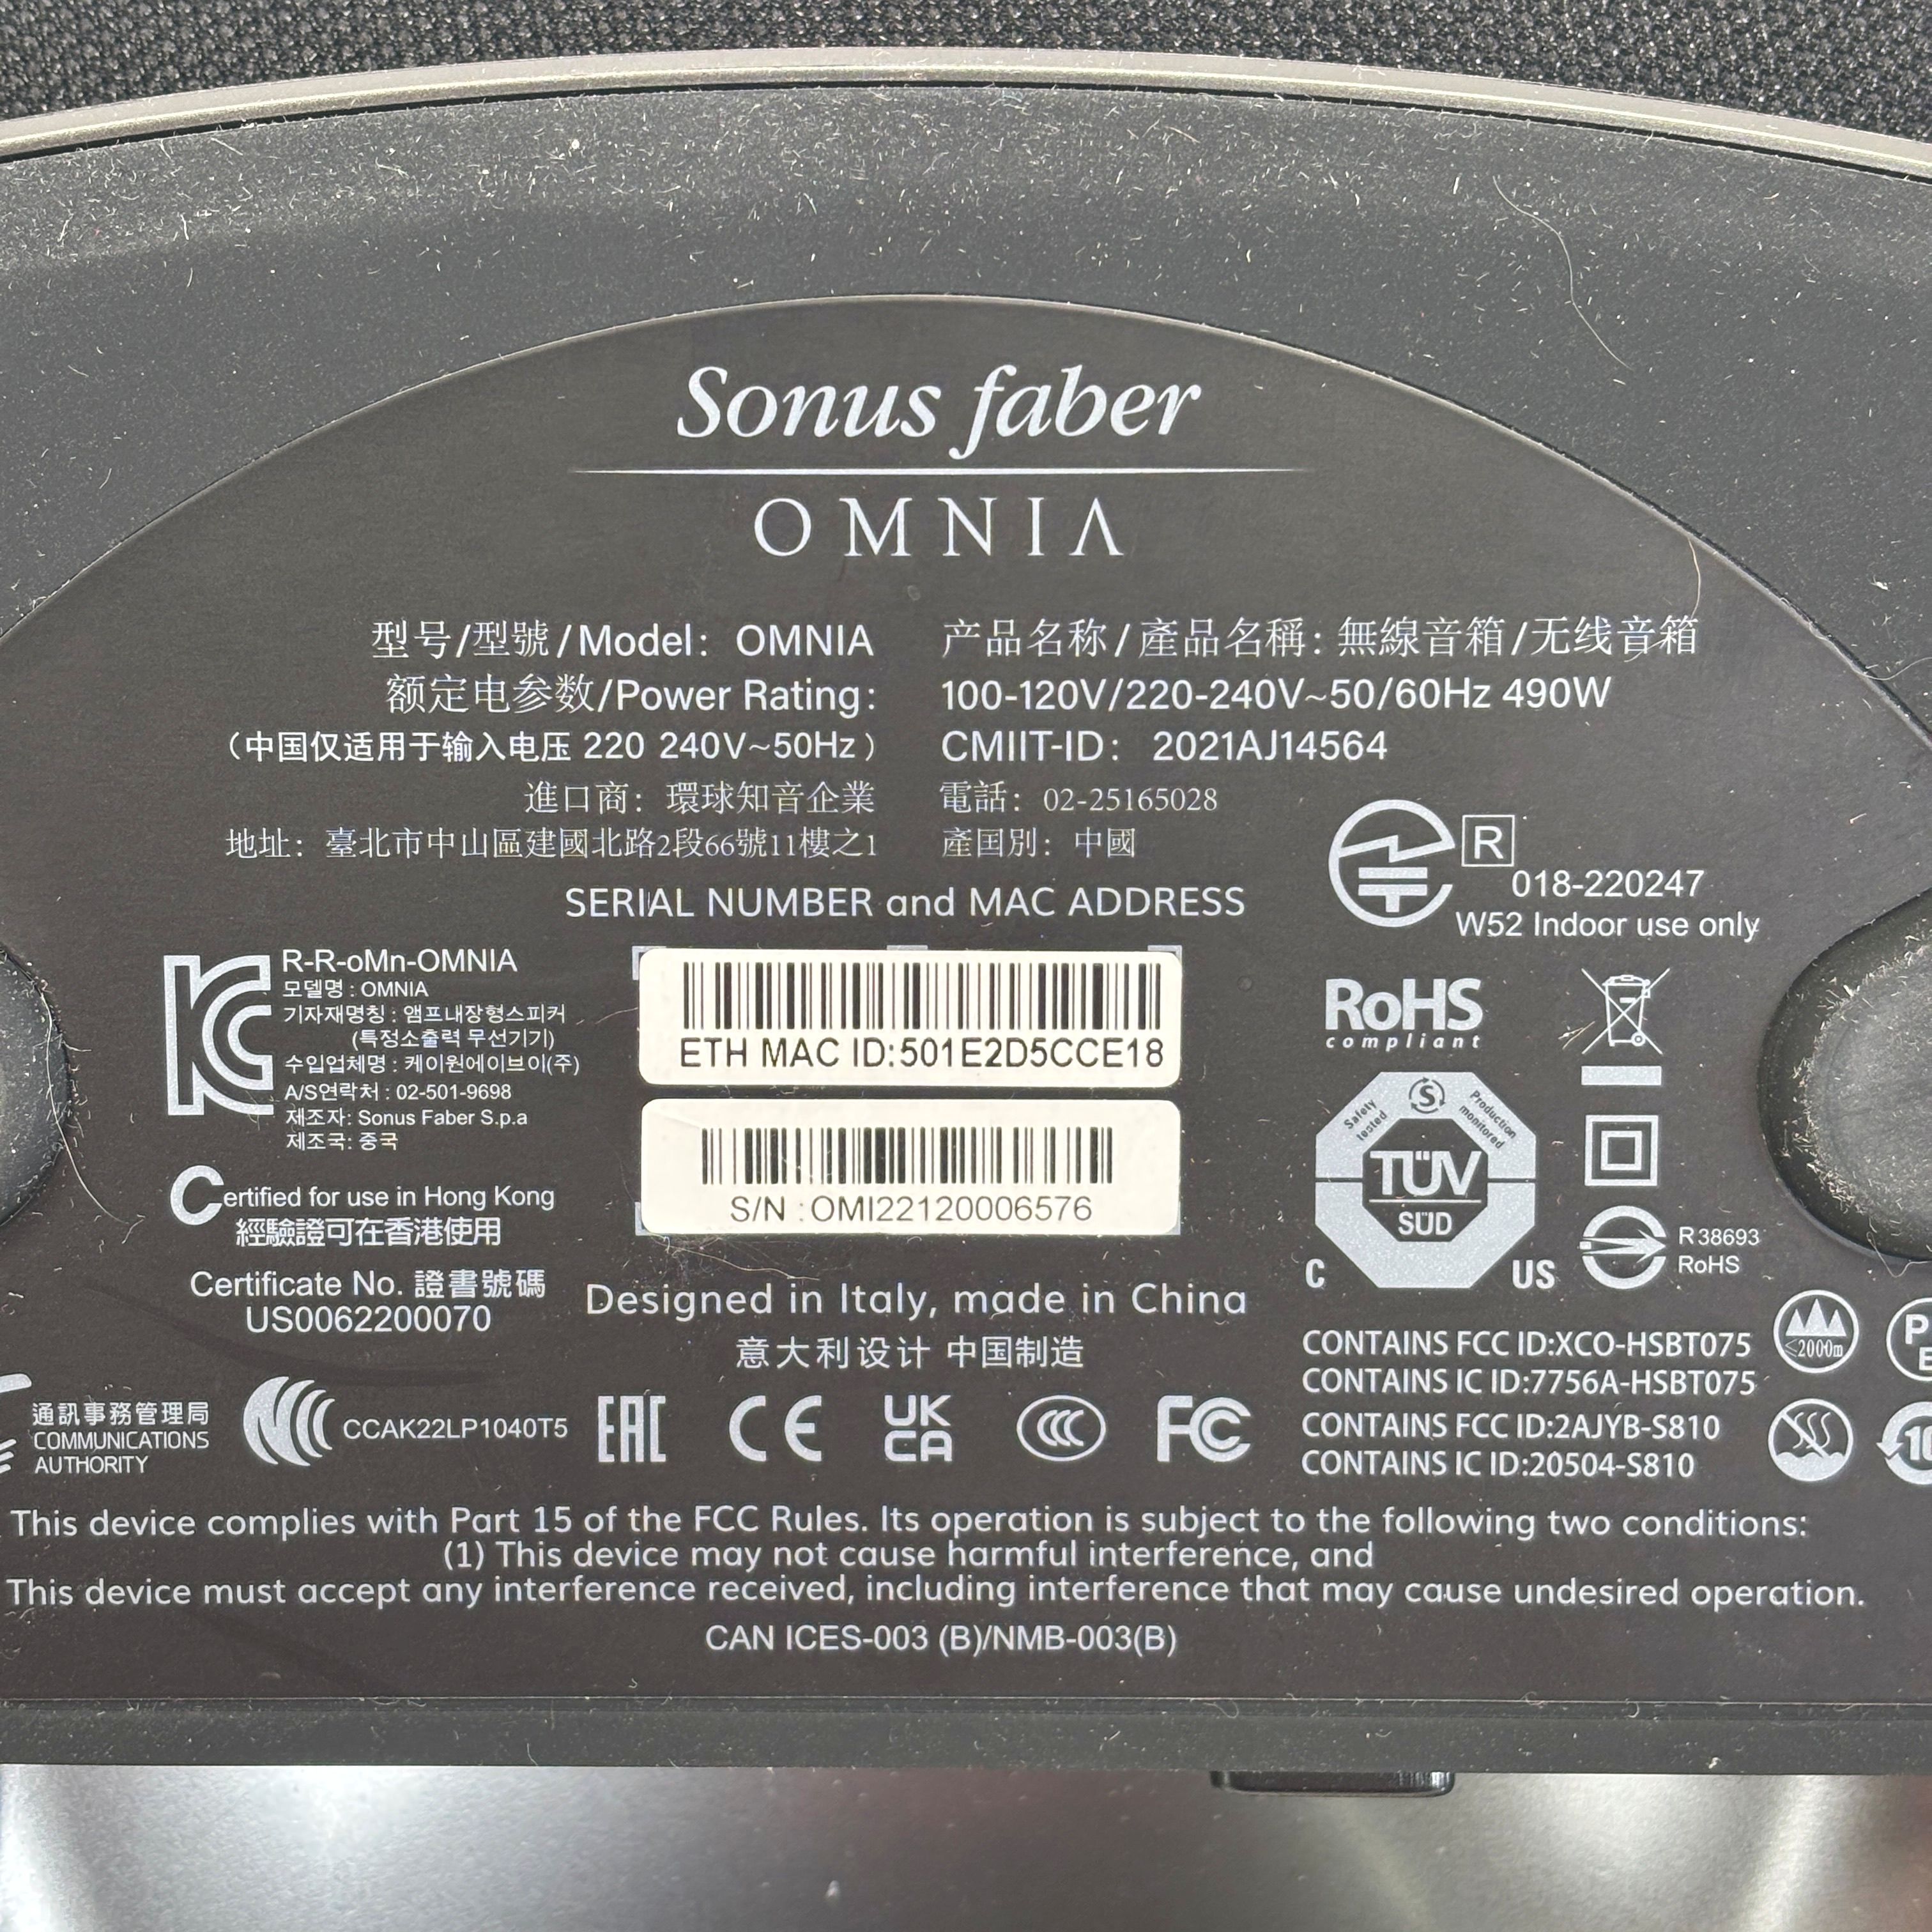 Sonus faber
OMNIA
型号/型號/Model: OMNIA
产品名称/產品名稱: 無線音箱/无线音箱
额定电参数/Power Rating:
100-120V/220-240V~50/60Hz 490W
(中国仅适用于输入电压 220 240V~50Hz)
CMIIT-ID: 2021AJ14564
進口商: 環球知音企業
電話: 02-25165028
地址: 臺北市中山區建國北路2段66號11樓之1
產国別: 中國
R
018-220247
W52 Indoor use only
SERIAL NUMBER and MAC ADDRESS
R-R-oMn-OMNIA
모델명 : OMNIA
기자재명칭 : 앰프내장형스피커
(특정소출력 무선기기)
수입업체명 : 케이원에이브이(주)
A/S연락처 : 02-501-9698
제조자: Sonus Faber S.p.a
제조국: 중국
ETH MAC ID:501E2D5CCE18
S/N :OMI22120006576
RoHS
compliant
Safety tested
S
Production monitored
TÜV
SÜD
C US
R38693
RoHS
Certified for use in Hong Kong
經驗證可在香港使用
Certificate No. 證書號碼
US0062200070
Designed in Italy, made in China
意大利设计 中国制造
通訊事務管理局
COMMUNICATIONS
AUTHORITY
CCAK22LP1040T5
EAC
CE
UK
CA
CCC
FC
CONTAINS FCC ID:XCO-HSBT075
CONTAINS IC ID:7756A-HSBT075
CONTAINS FCC ID:2AJYB-S810
CONTAINS IC ID:20504-S810
≤2000m
This device complies with Part 15 of the FCC Rules. Its operation is subject to the following two conditions:
(1) This device may not cause harmful interference, and
This device must accept any interference received, including interference that may cause undesired operation.
CAN ICES-003 (B)/NMB-003(B)